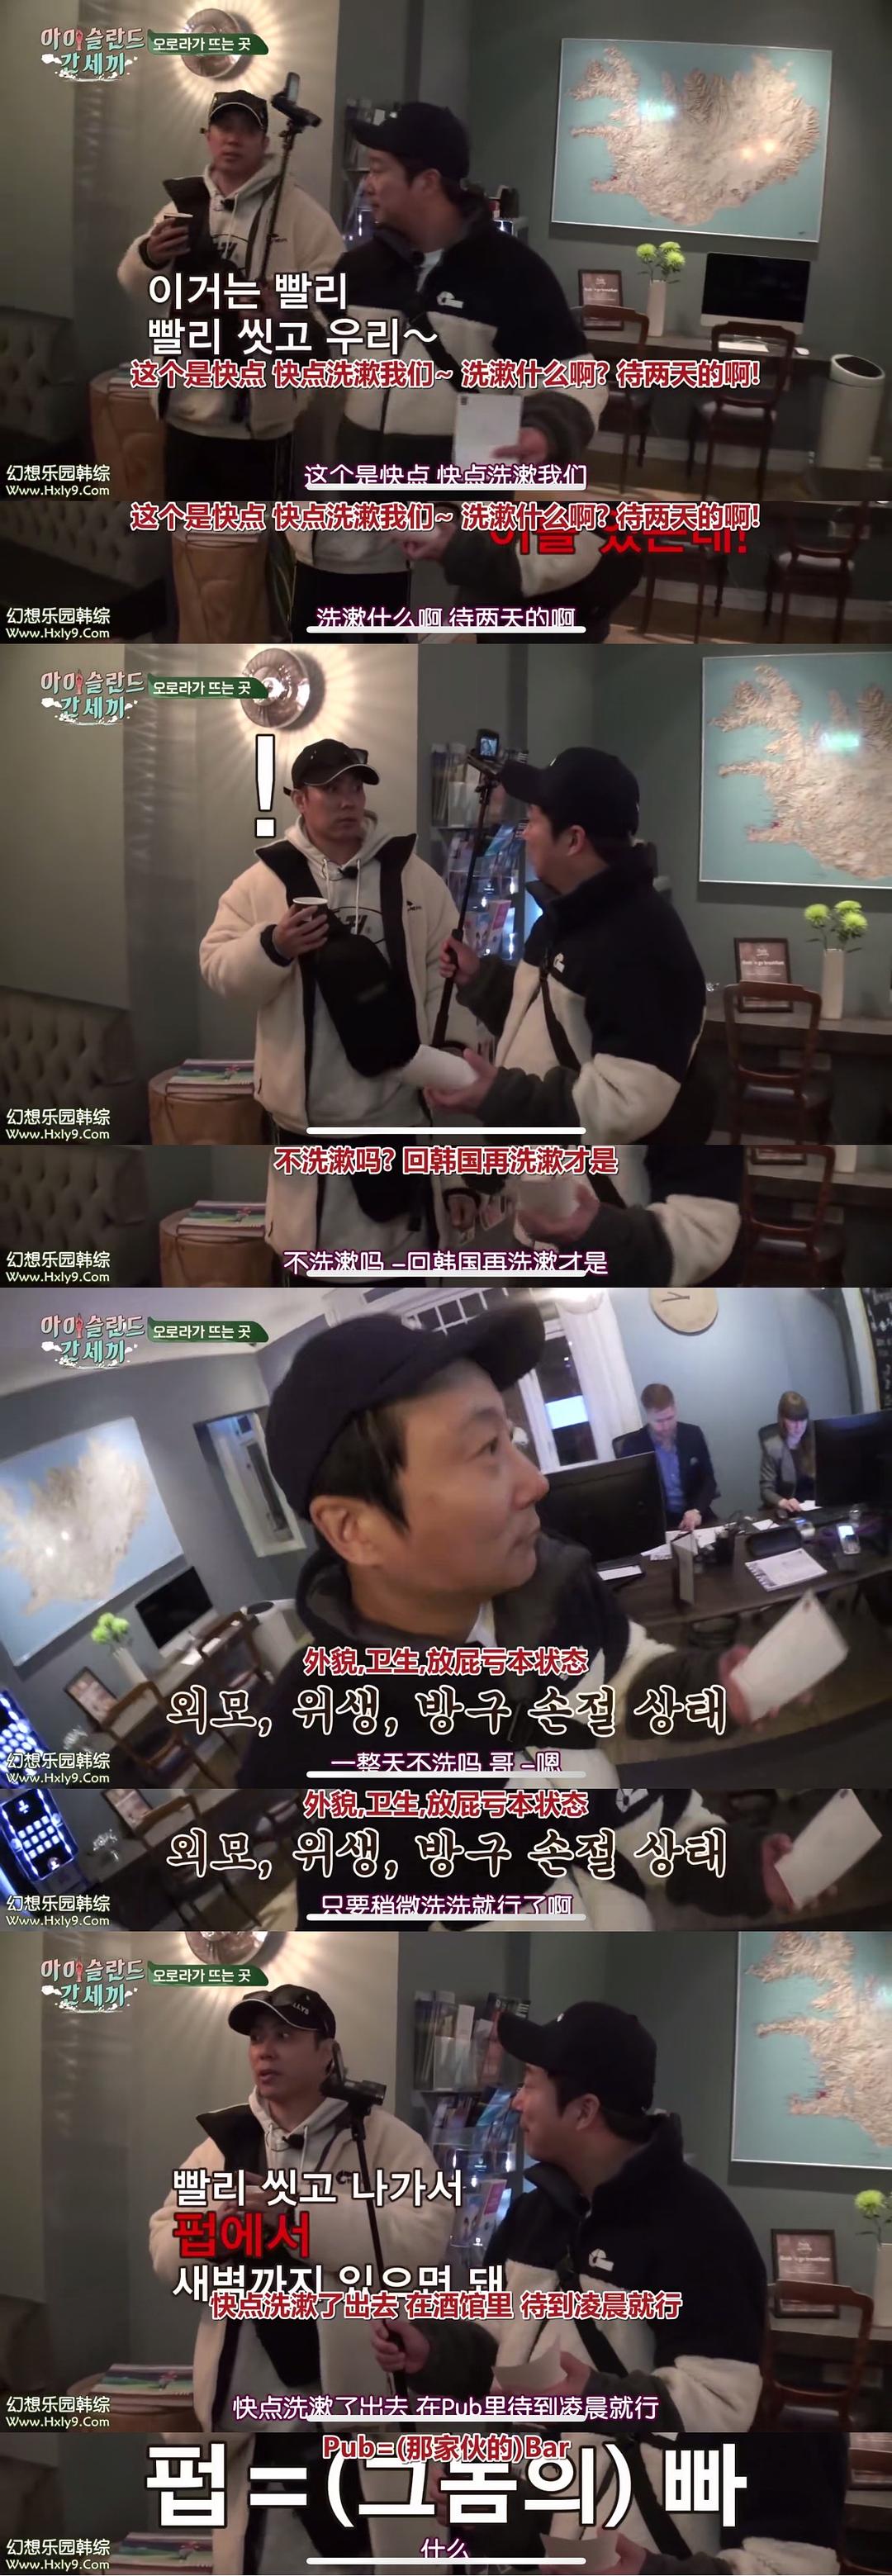 아이슬란드
간세끼
오로라가 뜨는 곳
이거는 빨리
빨리 씻고 우리~
这个是快点 快点洗漱我们~ 洗漱什么啊? 待两天的啊!
幻想乐园韩综
Www.Hxly9.Com
这个是快点 快点洗漱我们
这个是快点 快点洗漱我们~ 洗漱什么啊? 待两天的啊!
이틀 있는데!
幻想乐园韩综
Www.Hxly9.Com
洗漱什么啊 待两天的啊
아이슬란드
간세끼
오로라가 뜨는 곳
!
幻想乐园韩综
Www.Hxly9.Com
不洗漱吗? 回韩国再洗漱才是
幻想乐园韩综
Www.Hxly9.Com
不洗漱吗 -回韩国再洗漱才是
아이슬란드
간세끼
오로라가 뜨는 곳
外貌,卫生,放屁亏本状态
외모, 위생, 방구 손절 상태
幻想乐园韩综
Www.Hxly9.Com
一整天不洗吗 哥 -嗯
外貌,卫生,放屁亏本状态
외모, 위생, 방구 손절 상태
幻想乐园韩综
Www.Hxly9.Com
只要稍微洗洗就行了啊
아이슬란드
간세끼
오로라가 뜨는 곳
빨리 씻고 나가서
펍에서
새벽까지 있으면 돼
快点洗漱了出去 在酒馆里 待到凌晨就行
幻想乐园韩综
Www.Hxly9.Com
快点洗漱了出去 在Pub里待到凌晨就行
Pub=(那家伙的)Bar
펍=(그놈의) 빠
幻想乐园韩综
Www.Hxly9.Com
什么